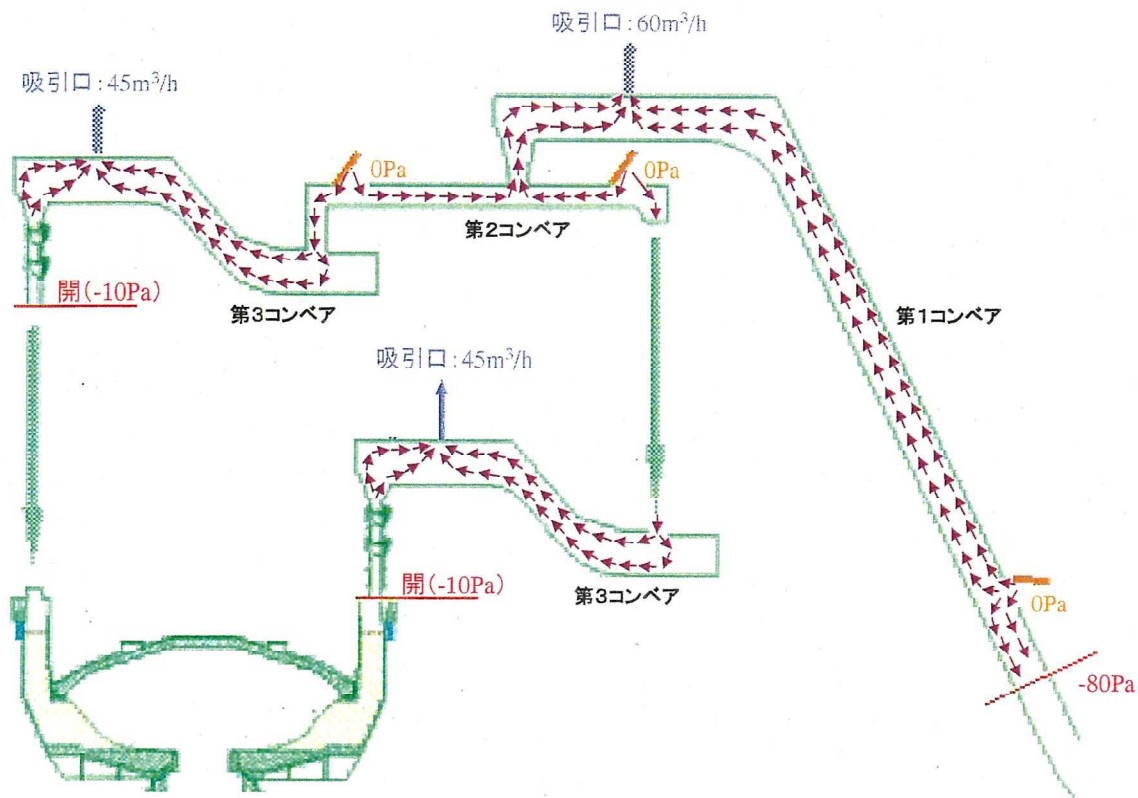 吸引口:60m³/h
吸引口:45m³/h
0Pa
0Pa
第2コンベア
開(-10Pa)
第3コンベア
第1コンベア
吸引口:45m³/h
開(-10Pa)
第3コンベア
0Pa
-80Pa